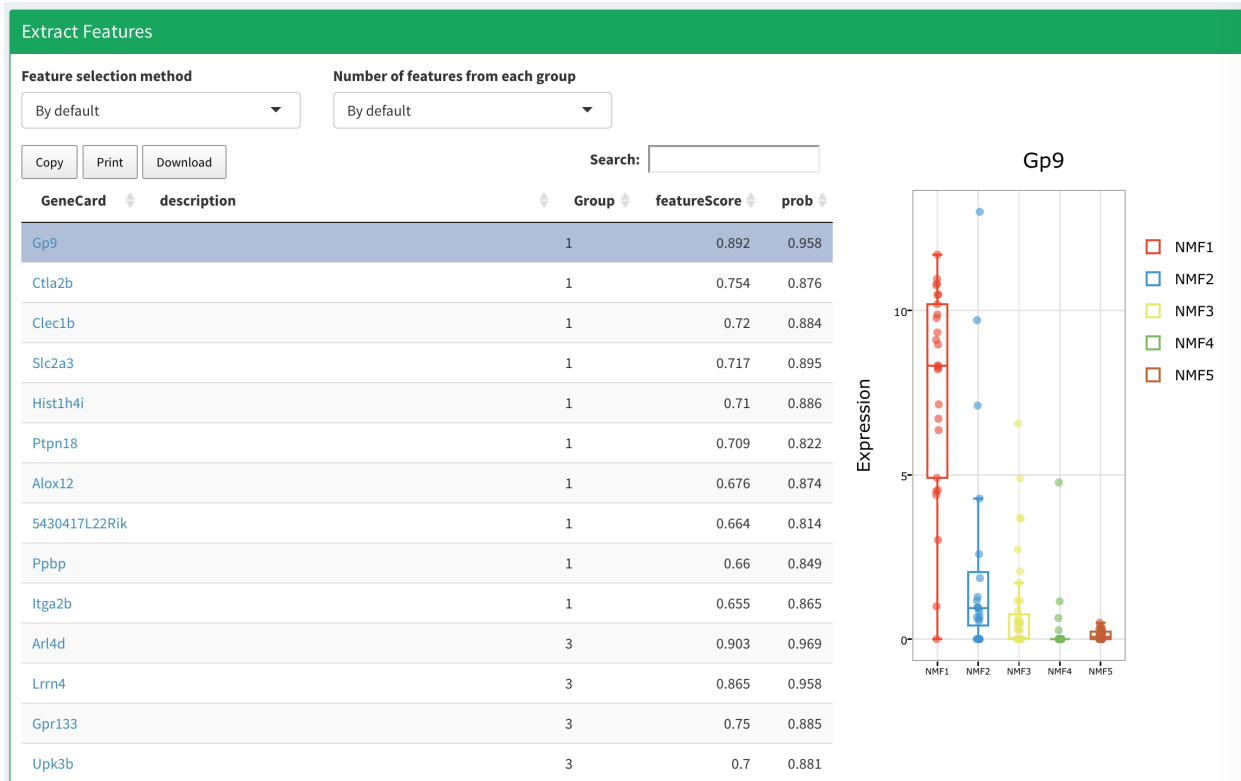 Extract Features
Feature selection method Number of features from each group
By default By default
Copy Print Download Search:
GeneCard description Group featureScore prob
Gp9 1 0.892 0.958
Ctla2b 1 0.754 0.876
Clec1b 1 0.72 0.884
Slc2a3 1 0.717 0.895
Hist1h4i 1 0.71 0.886
Ptpn18 1 0.709 0.822
Alox12 1 0.676 0.874
5430417L22Rik 1 0.664 0.814
Ppbp 1 0.66 0.849
Itga2b 1 0.655 0.865
Arl4d 3 0.903 0.969
Lrrn4 3 0.865 0.958
Gpr133 3 0.75 0.885
Upk3b 3 0.7 0.881
Gp9
Expression
10
5
0
NMF1 NMF2 NMF3 NMF4 NMF5
NMF1
NMF2
NMF3
NMF4
NMF5